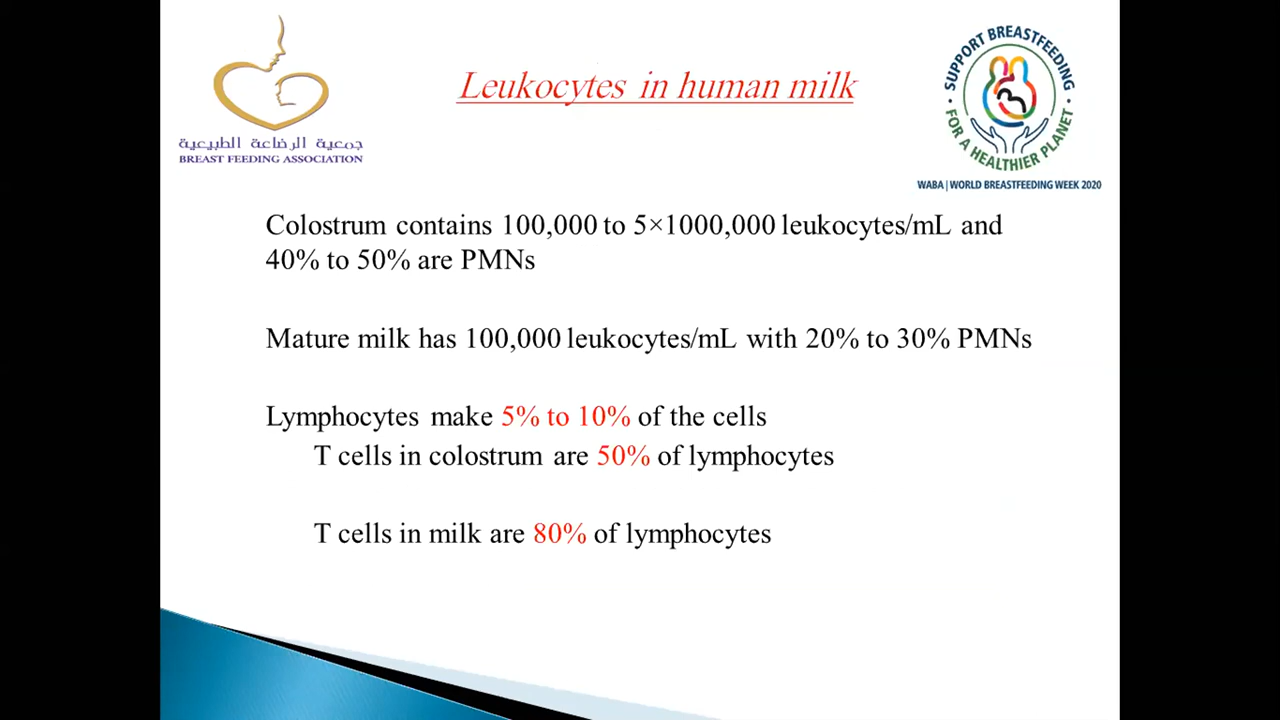 جمعية الرضاعة الطبيعية
BREAST FEEDING ASSOCIATION
Leukocytes in human milk
· SUPPORT BREASTFEEDING ·
FOR A HEALTHIER PLANET
WABA | WORLD BREASTFEEDING WEEK 2020
Colostrum contains 100,000 to 5×1000,000 leukocytes/mL and
40% to 50% are PMNs
Mature milk has 100,000 leukocytes/mL with 20% to 30% PMNs
Lymphocytes make 5% to 10% of the cells
T cells in colostrum are 50% of lymphocytes
T cells in milk are 80% of lymphocytes